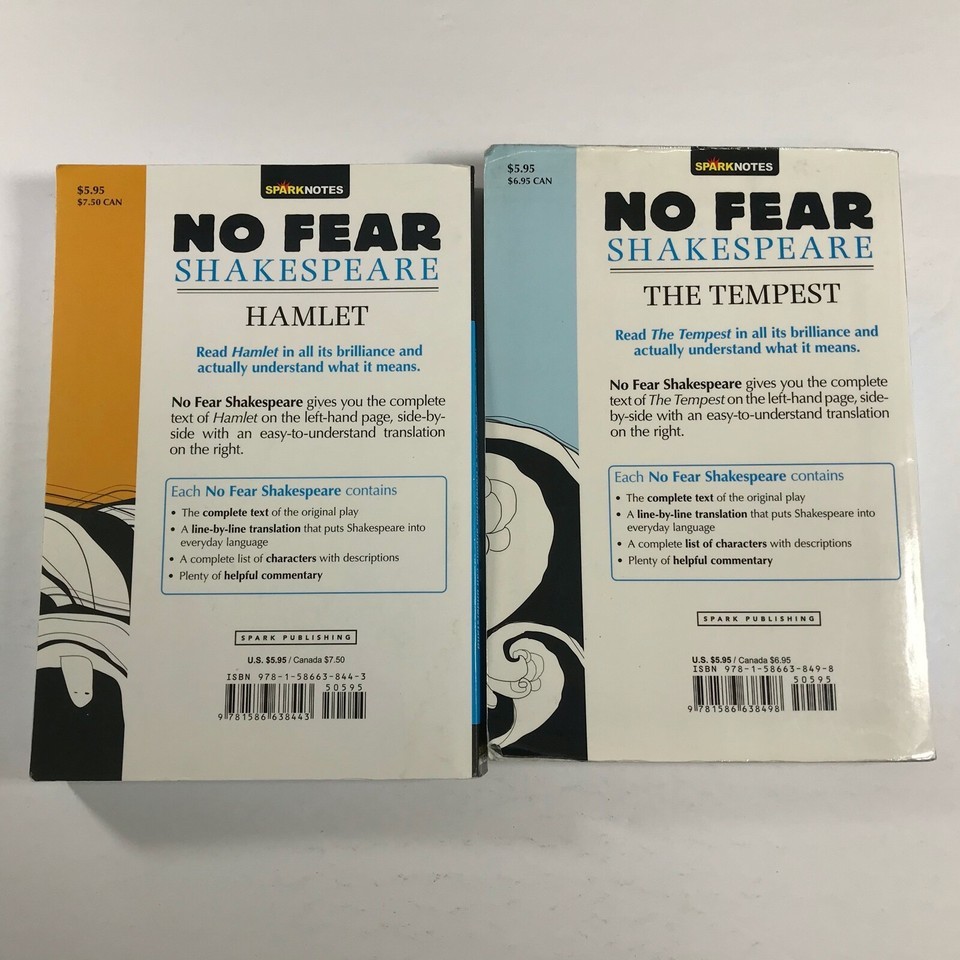 $5.95
$7.50 CAN
SPARKNOTES
NO FEAR
SHAKESPEARE
HAMLET
Read Hamlet in all its brilliance and
actually understand what it means.
No Fear Shakespeare gives you the complete
text of Hamlet on the left-hand page, side-by-
side with an easy-to-understand translation
on the right.
Each No Fear Shakespeare contains
• The complete text of the original play
• A line-by-line translation that puts Shakespeare into
everyday language
• A complete list of characters with descriptions
• Plenty of helpful commentary
SPARK PUBLISHING
U.S. $5.95 / Canada $7.50
ISBN 978-1-58663-844-3
50595
9 781586 638443
$5.95
$6.95 CAN
SPARKNOTES
NO FEAR
SHAKESPEARE
THE TEMPEST
Read The Tempest in all its brilliance and
actually understand what it means.
No Fear Shakespeare gives you the complete
text of The Tempest on the left-hand page, side-
by-side with an easy-to-understand translation
on the right.
Each No Fear Shakespeare contains
• The complete text of the original play
• A line-by-line translation that puts Shakespeare into
everyday language
• A complete list of characters with descriptions
• Plenty of helpful commentary
SPARK PUBLISHING
U.S. $5.95 / Canada $6.95
ISBN 978-1-58663-849-8
50595
9 781586 638498